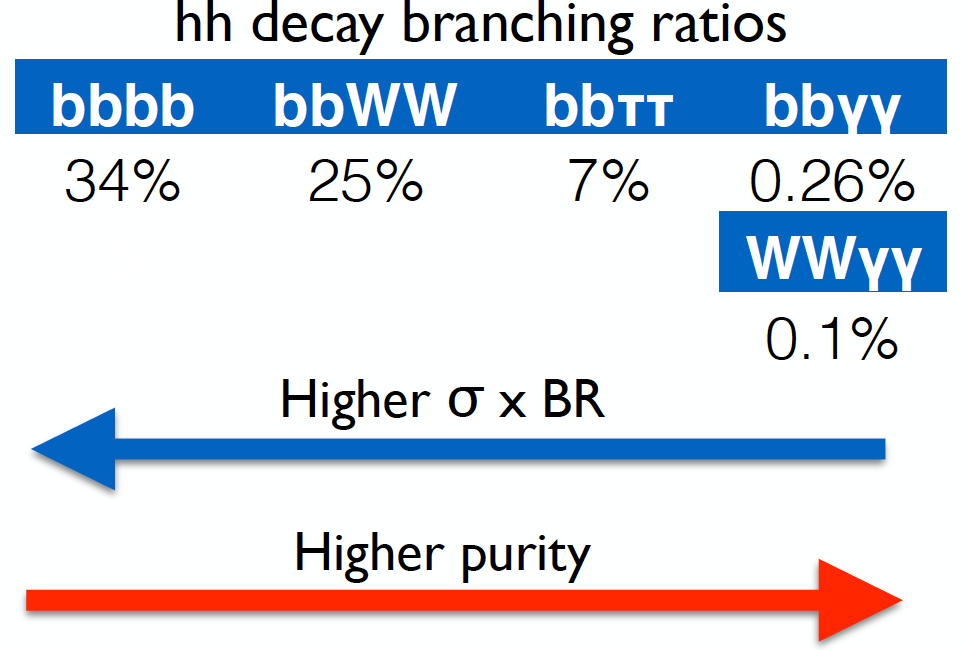 hh decay branching ratios
bbbb bbWW bbττ bbγγ
34% 25% 7% 0.26%
WWγγ
0.1%
Higher σ x BR
Higher purity